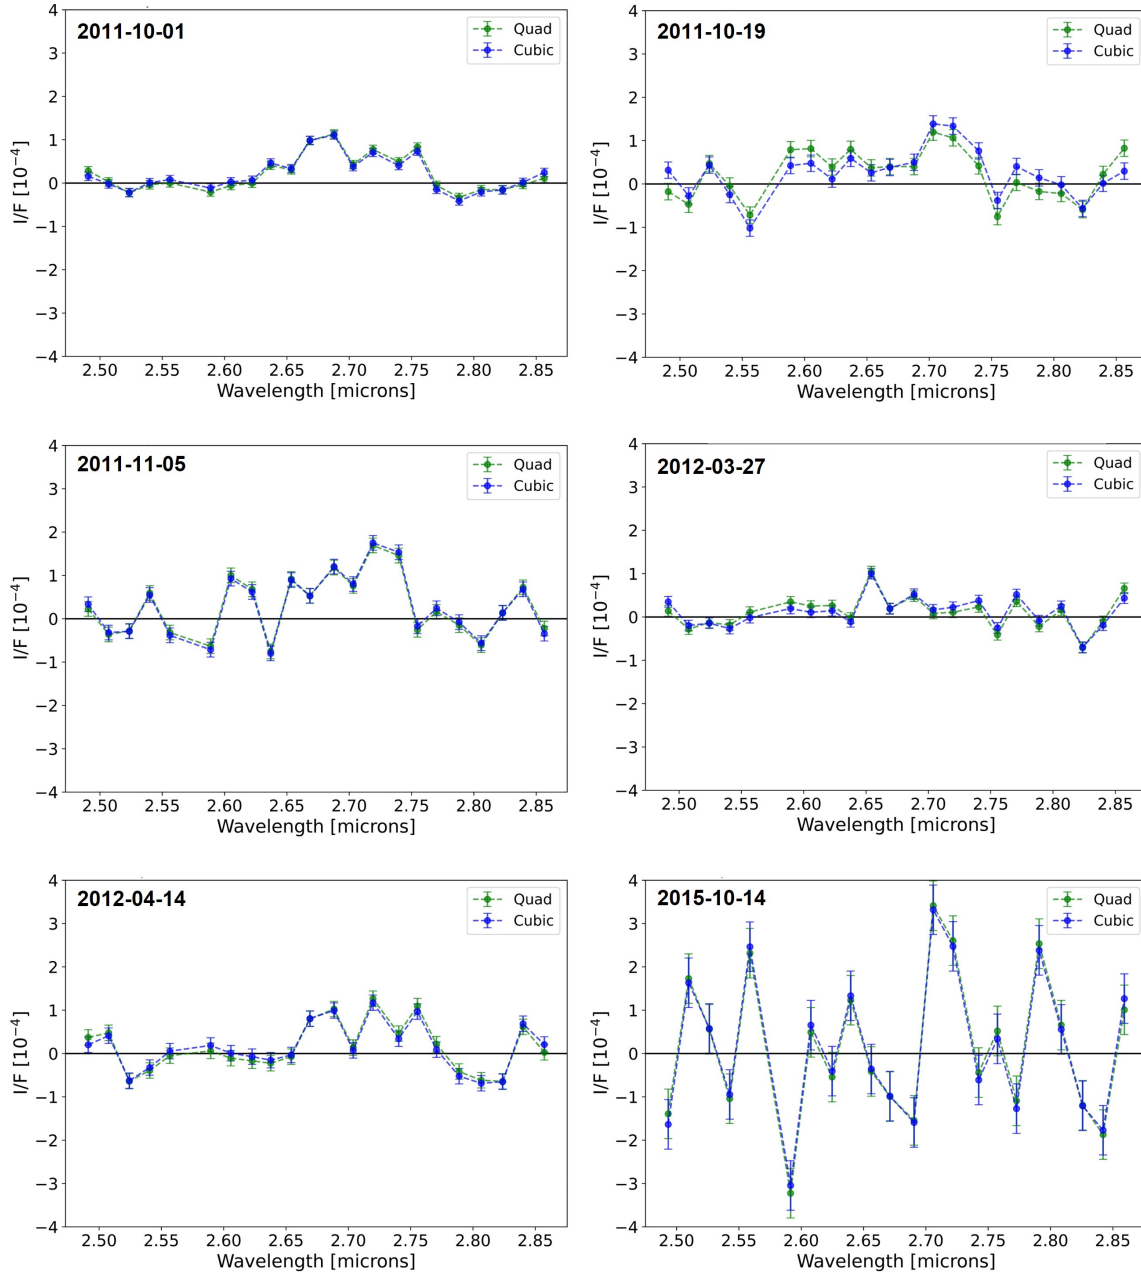 2011-10-01
Quad
Cubic
4
3
2
1
0
−1
−2
−3
−4
I/F [10⁻⁴]
2.50 2.55 2.60 2.65 2.70 2.75 2.80 2.85
Wavelength [microns]
2011-10-19
Quad
Cubic
4
3
2
1
0
−1
−2
−3
−4
I/F [10⁻⁴]
2.50 2.55 2.60 2.65 2.70 2.75 2.80 2.85
Wavelength [microns]
2011-11-05
Quad
Cubic
4
3
2
1
0
−1
−2
−3
−4
I/F [10⁻⁴]
2.50 2.55 2.60 2.65 2.70 2.75 2.80 2.85
Wavelength [microns]
2012-03-27
Quad
Cubic
4
3
2
1
0
−1
−2
−3
−4
I/F [10⁻⁴]
2.50 2.55 2.60 2.65 2.70 2.75 2.80 2.85
Wavelength [microns]
2012-04-14
Quad
Cubic
4
3
2
1
0
−1
−2
−3
−4
I/F [10⁻⁴]
2.50 2.55 2.60 2.65 2.70 2.75 2.80 2.85
Wavelength [microns]
2015-10-14
Quad
Cubic
4
3
2
1
0
−1
−2
−3
−4
I/F [10⁻⁴]
2.50 2.55 2.60 2.65 2.70 2.75 2.80 2.85
Wavelength [microns]